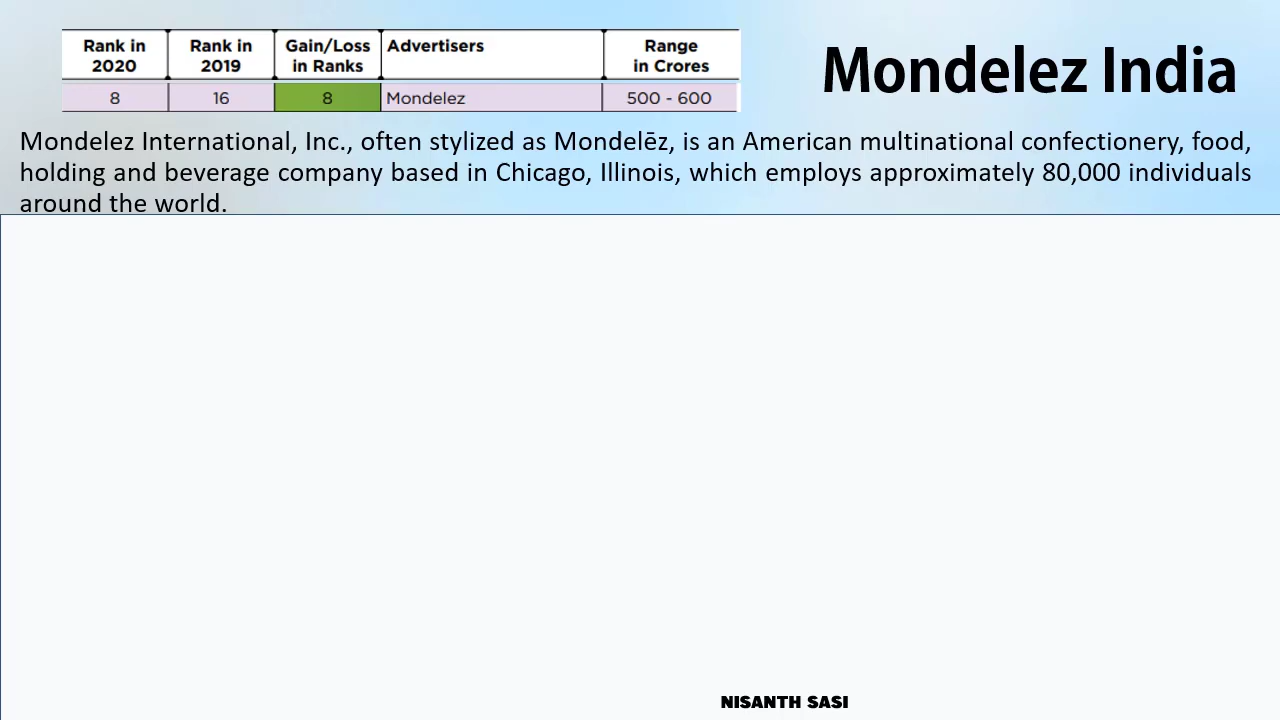 Rank in 2020 Rank in 2019 Gain/Loss in Ranks Advertisers Range in Crores
8 16 8 Mondelez 500 - 600
Mondelez India
Mondelez International, Inc., often stylized as Mondelēz, is an American multinational confectionery, food,
holding and beverage company based in Chicago, Illinois, which employs approximately 80,000 individuals
around the world.
NISANTH SASI